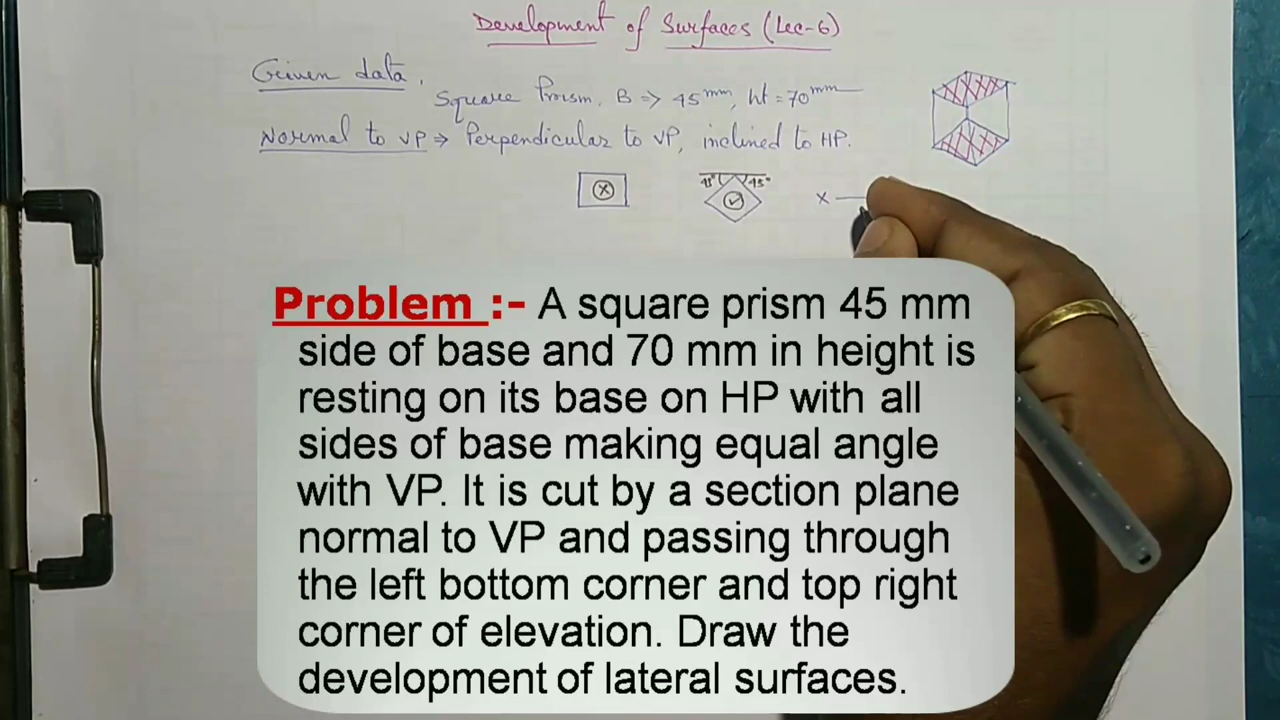 Development of Surfaces (Lec-6)
Given data,
Square Prism, B => 45mm, ht = 70mm
Normal to VP => Perpendicular to VP, inclined to HP.
45° 45°
X
Problem :- A square prism 45 mm
side of base and 70 mm in height is
resting on its base on HP with all
sides of base making equal angle
with VP. It is cut by a section plane
normal to VP and passing through
the left bottom corner and top right
corner of elevation. Draw the
development of lateral surfaces.